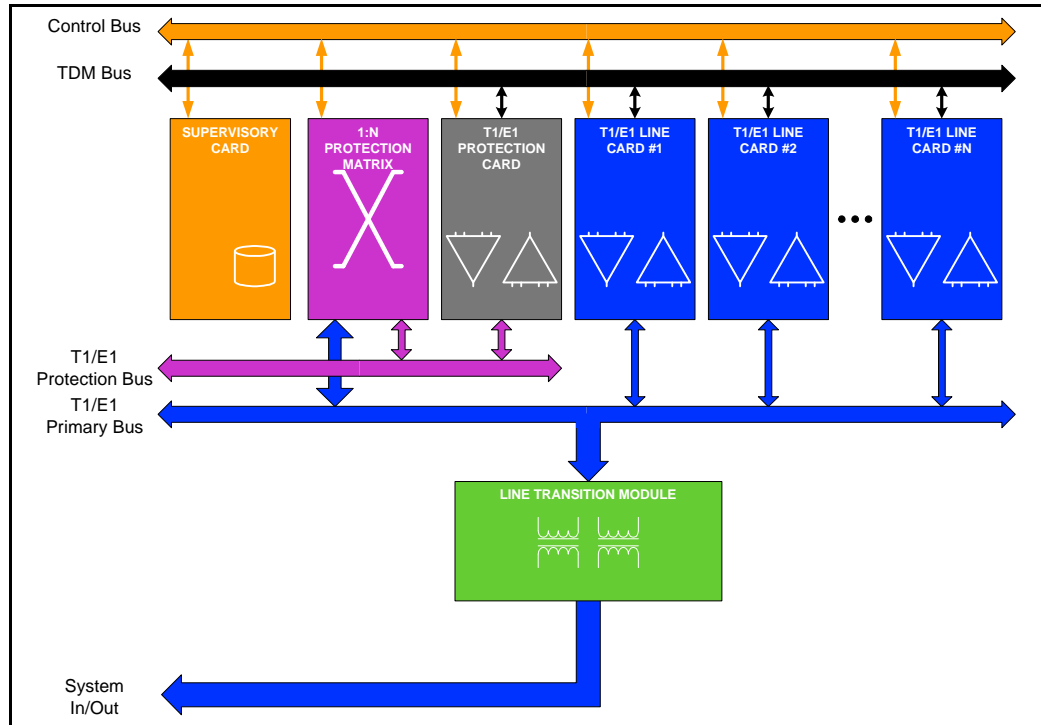 Control Bus
TDM Bus
SUPERVISORY
CARD
1:N
PROTECTION
MATRIX
T1/E1
PROTECTION
CARD
T1/E1 LINE
CARD #1
T1/E1 LINE
CARD #2
T1/E1 LINE
CARD #N
T1/E1
Protection Bus
T1/E1
Primary Bus
LINE TRANSITION MODULE
System
In/Out